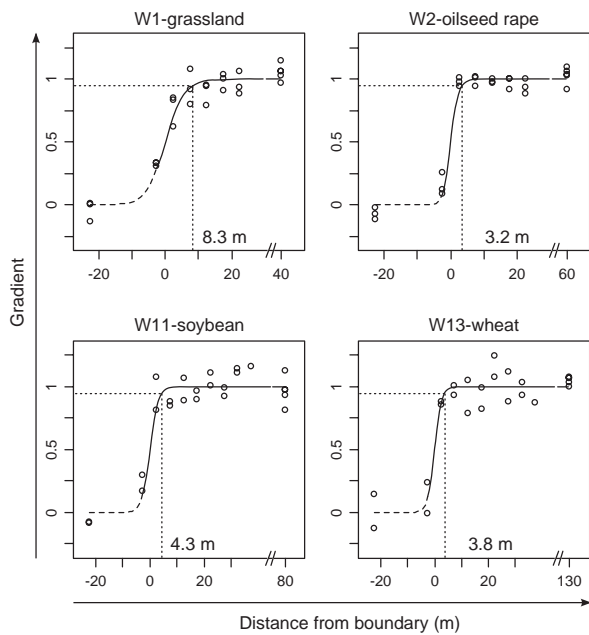 W1-grassland
W2-oilseed rape
1
0.5
0
8.3 m
-20 0 20 40
1
0.5
0
3.2 m
-20 0 20 60
W11-soybean
W13-wheat
1
0.5
0
4.3 m
-20 0 20 80
1
0.5
0
3.8 m
-20 0 20 130
Gradient
Distance from boundary (m)